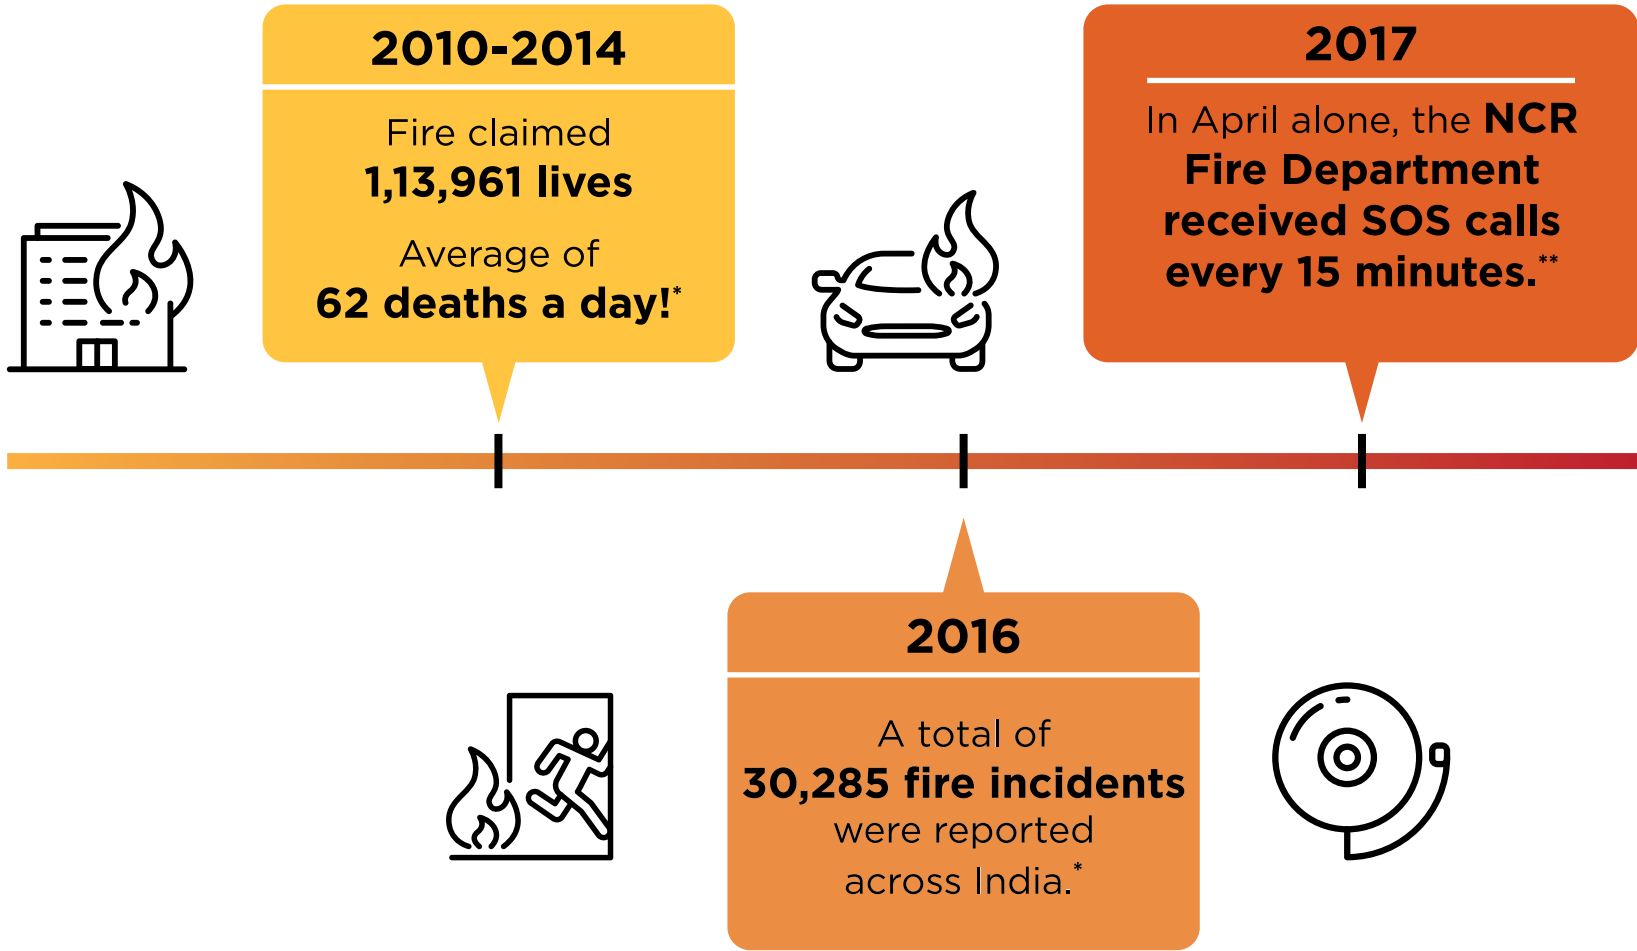 2010-2014
Fire claimed
1,13,961 lives
Average of
62 deaths a day!*
2017
In April alone, the NCR
Fire Department
received SOS calls
every 15 minutes.**
2016
A total of
30,285 fire incidents
were reported
across India.*